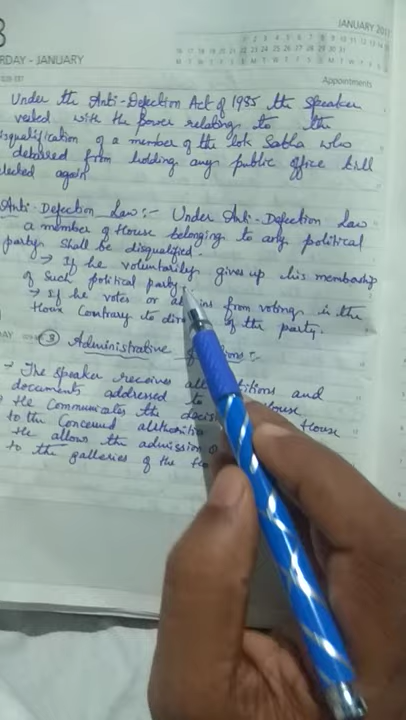 JANUARY 201
RDAY - JANUARY
Appointments
Under the Anti-Defection Act of 1985 the Speaker
vested with the Power relating to the
isqualification of a member of the Lok Sabha who
debased from holding any public office till
elected again
Anti-Defection Law:- Under Anti-Defection Law
a member of House belonging to any political
party shall be disqualified.
→ If he voluntarily gives up his membership
of Such political party
→ If he votes or from voting in the
House Contrary to of the party.
③ Administrative
→ The Speaker receives all and
documents addressed to House
He Communicates the House
to the Concerned
He allows the admission
to the galleries of the